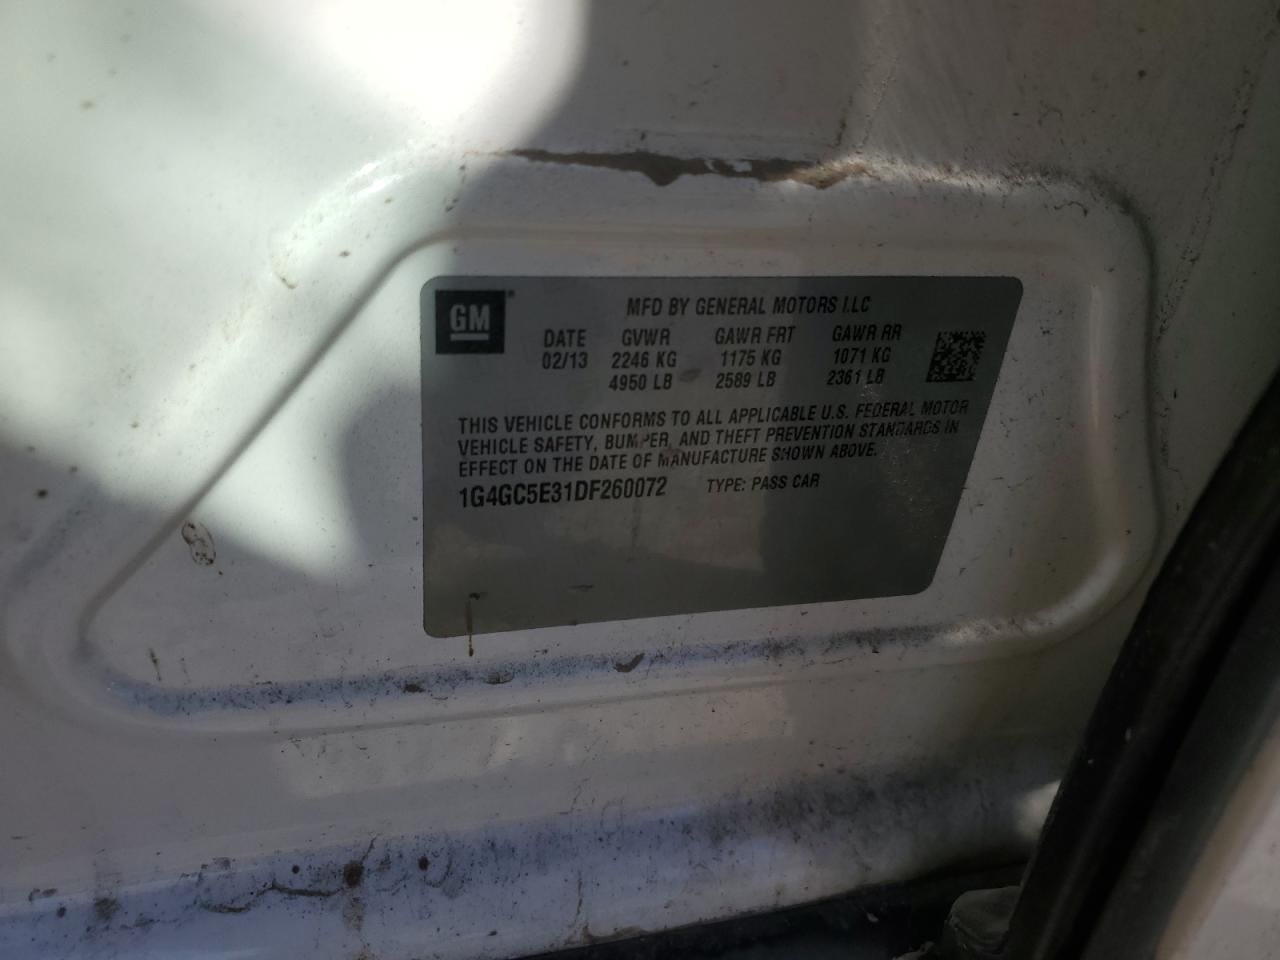 GM
MFD BY GENERAL MOTORS LLC
DATE GVWR GAWR FRT GAWR RR
02/13 2246 KG 1175 KG 1071 KG
4950 LB 2589 LB 2361 LB
THIS VEHICLE CONFORMS TO ALL APPLICABLE U.S. FEDERAL MOTOR
VEHICLE SAFETY, BUMPER, AND THEFT PREVENTION STANDARDS IN
EFFECT ON THE DATE OF MANUFACTURE SHOWN ABOVE.
1G4GC5E31DF260072 TYPE: PASS CAR